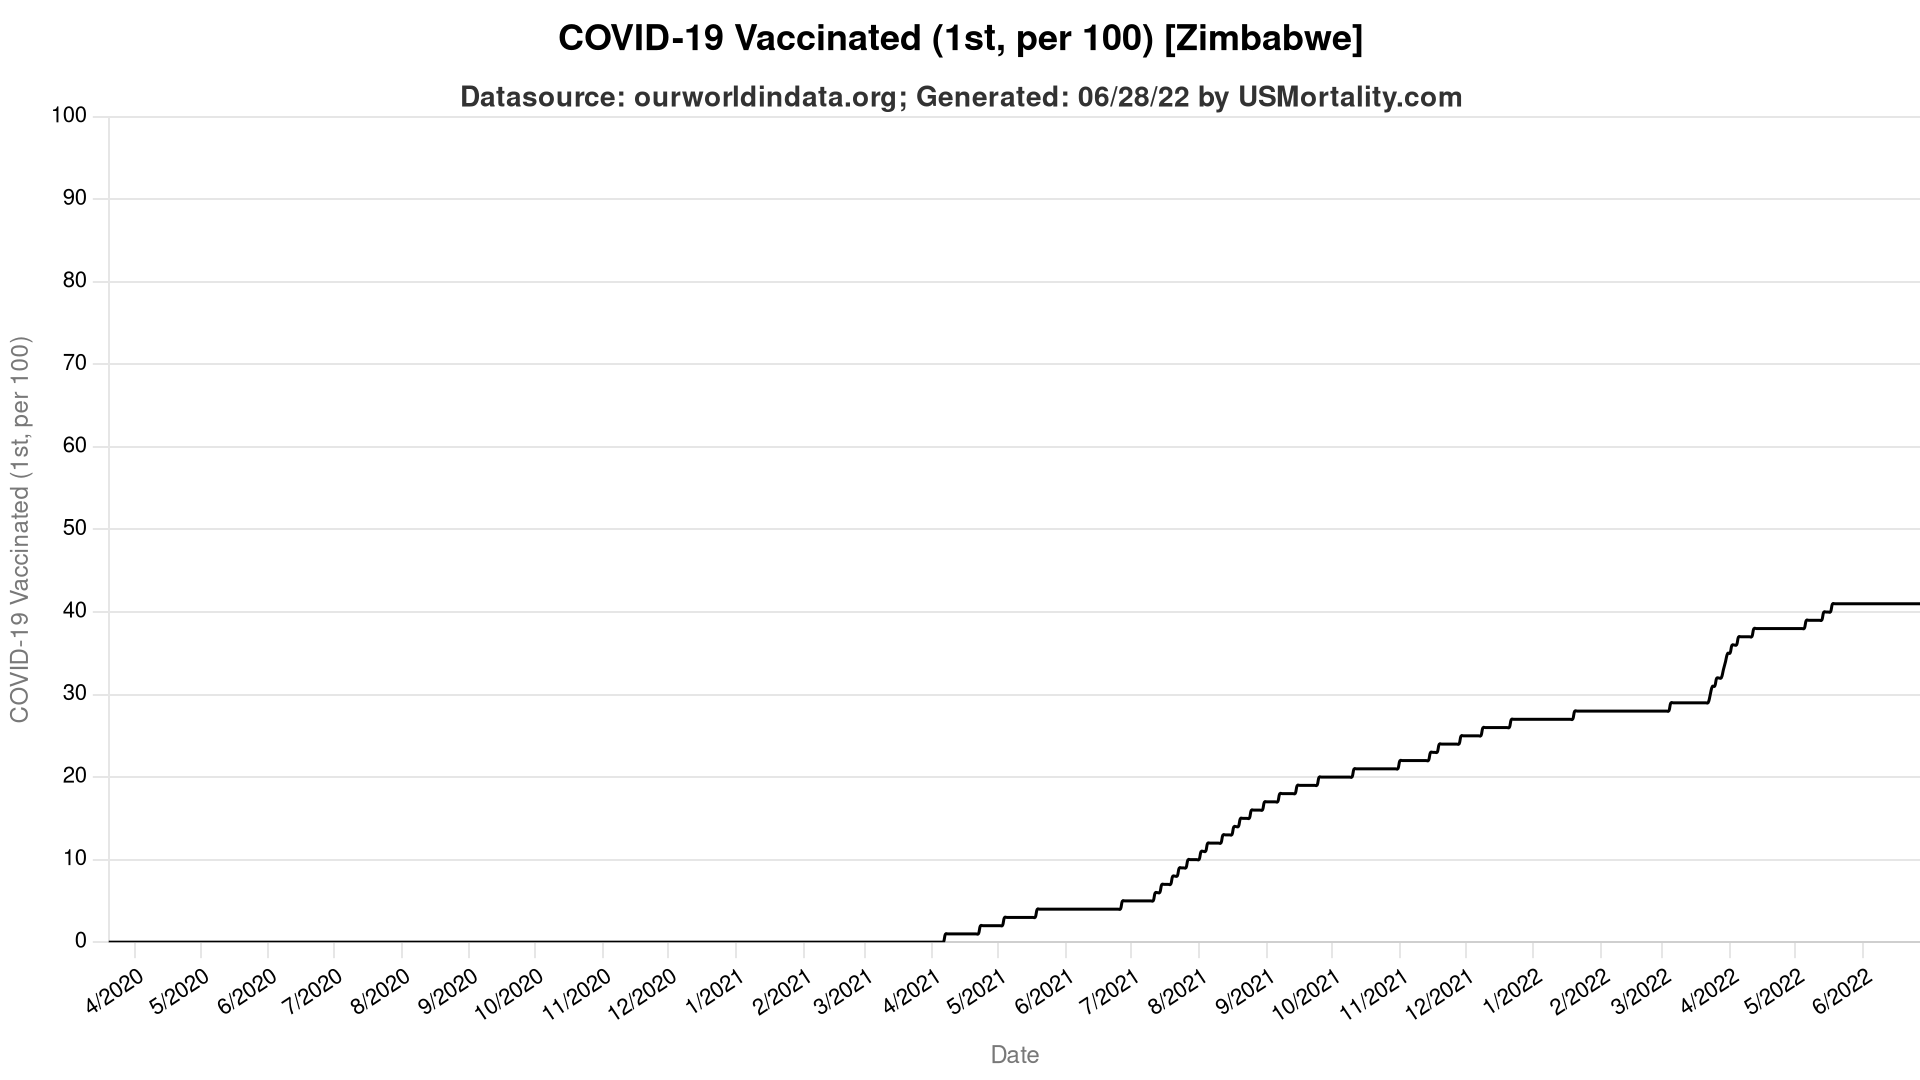 COVID-19 Vaccinated (1st, per 100) [Zimbabwe]
Datasource: ourworldindata.org; Generated: 06/28/22 by USMortality.com
100
90
80
70
60
50
40
30
20
10
0
COVID-19 Vaccinated (1st, per 100)
4/2020 5/2020 6/2020 7/2020 8/2020 9/2020 10/2020 11/2020 12/2020 1/2021 2/2021 3/2021 4/2021 5/2021 6/2021 7/2021 8/2021 9/2021 10/2021 11/2021 12/2021 1/2022 2/2022 3/2022 4/2022 5/2022 6/2022
Date